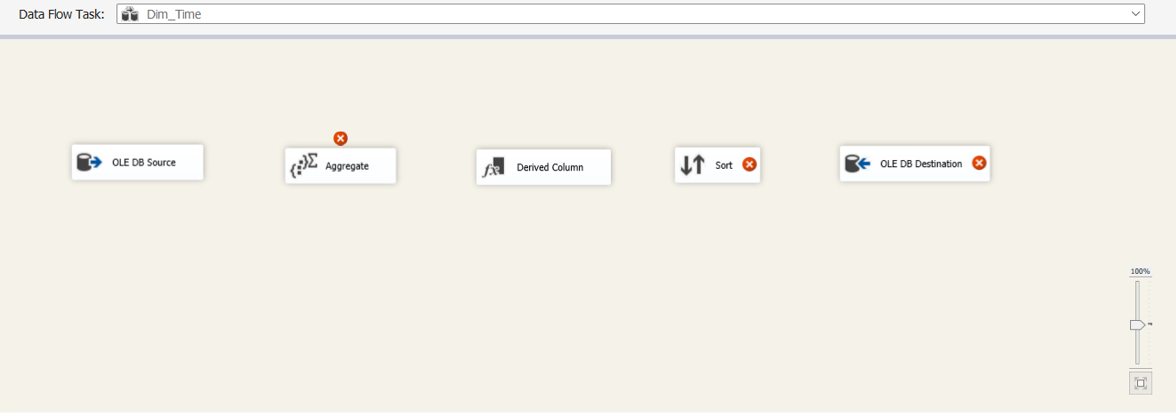 Data Flow Task: Dim_Time
OLE DB Source
Aggregate
Derived Column
Sort
OLE DB Destination
100%